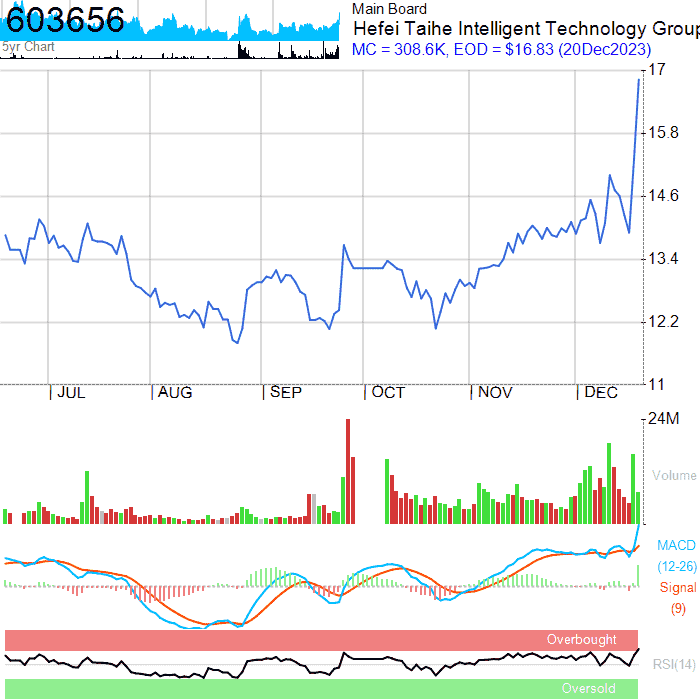 603656
5yr Chart
Main Board
Hefei Taihe Intelligent Technology Group
MC = 308.6K, EOD = $16.83 (20Dec2023)
17
15.8
14.6
13.4
12.2
11
JUL AUG SEP OCT NOV DEC
24M
Volume
MACD
(12-26)
Signal
(9)
Overbought
RSI(14)
Oversold